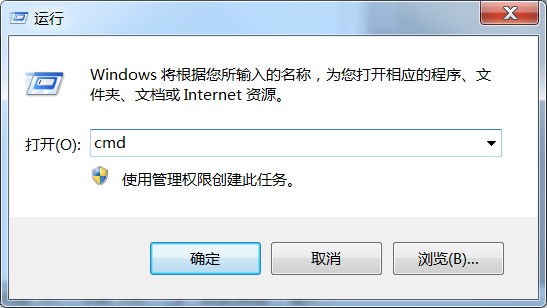 运行
Windows 将根据您所输入的名称，为您打开相应的程序、文
件夹、文档或 Internet 资源。
打开(O): cmd
使用管理权限创建此任务。
确定 取消 浏览(B)...